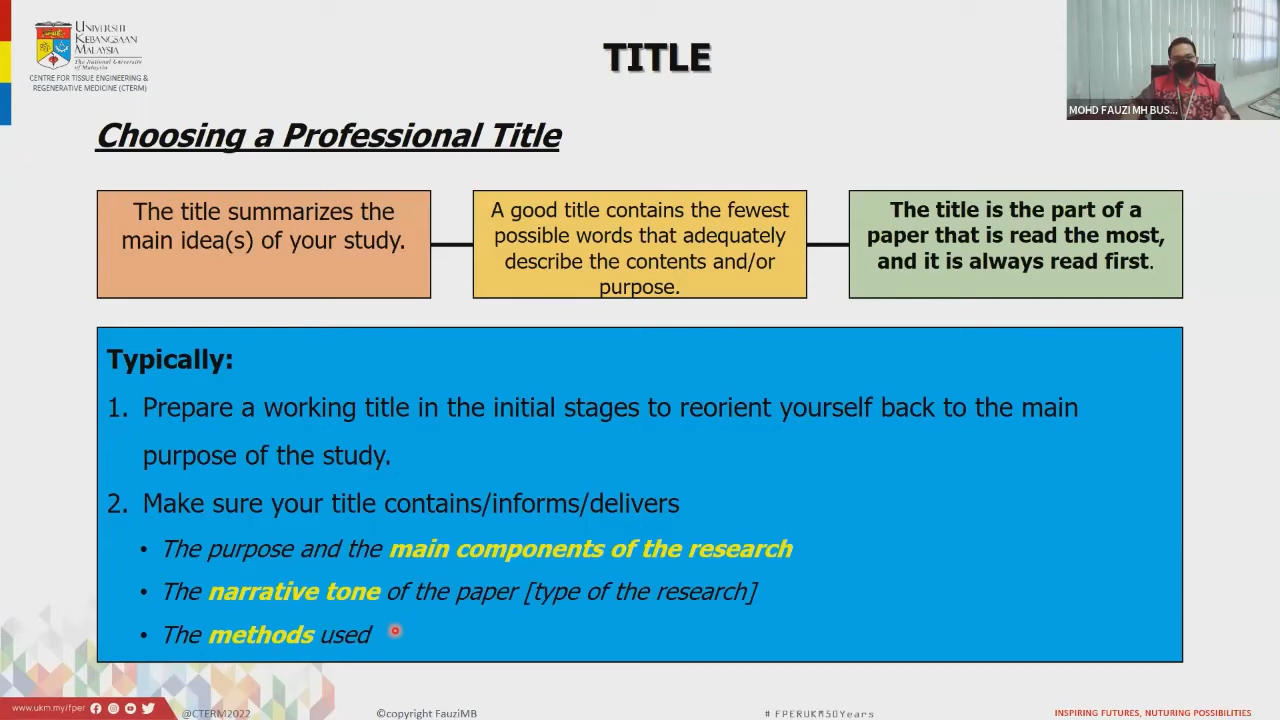 UNIVERSITI
KEBANGSAAN
MALAYSIA
The National University
of Malaysia
CENTRE FOR TISSUE ENGINEERING &
REGENERATIVE MEDICINE (CTERM)
TITLE
MOHD FAUZI MH BUS...
Choosing a Professional Title
The title summarizes the
main idea(s) of your study.
A good title contains the fewest
possible words that adequately
describe the contents and/or
purpose.
The title is the part of a
paper that is read the most,
and it is always read first.
Typically:
1. Prepare a working title in the initial stages to reorient yourself back to the main
purpose of the study.
2. Make sure your title contains/informs/delivers
• The purpose and the main components of the research
• The narrative tone of the paper [type of the research]
• The methods used
www.ukm.my/fper
@CTERM2022
©copyright FauziMB
#FPERUKM50Years
INSPIRING FUTURES, NUTURING POSSIBILITIES